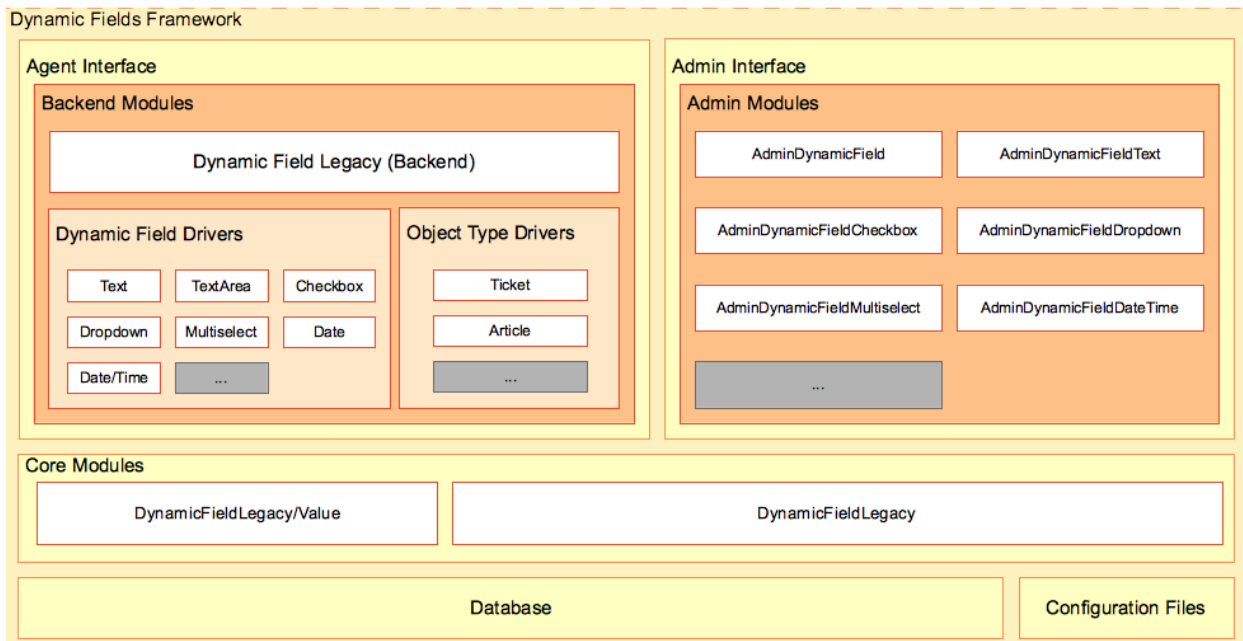 Dynamic Fields Framework
Agent Interface
Backend Modules
Dynamic Field Legacy (Backend)
Dynamic Field Drivers
Text
TextArea
Checkbox
Dropdown
Multiselect
Date
Date/Time
...
Object Type Drivers
Ticket
Article
...
Admin Interface
Admin Modules
AdminDynamicField
AdminDynamicFieldText
AdminDynamicFieldCheckbox
AdminDynamicFieldDropdown
AdminDynamicFieldMultiselect
AdminDynamicFieldDateTime
...
Core Modules
DynamicFieldLegacy/Value
DynamicFieldLegacy
Database
Configuration Files